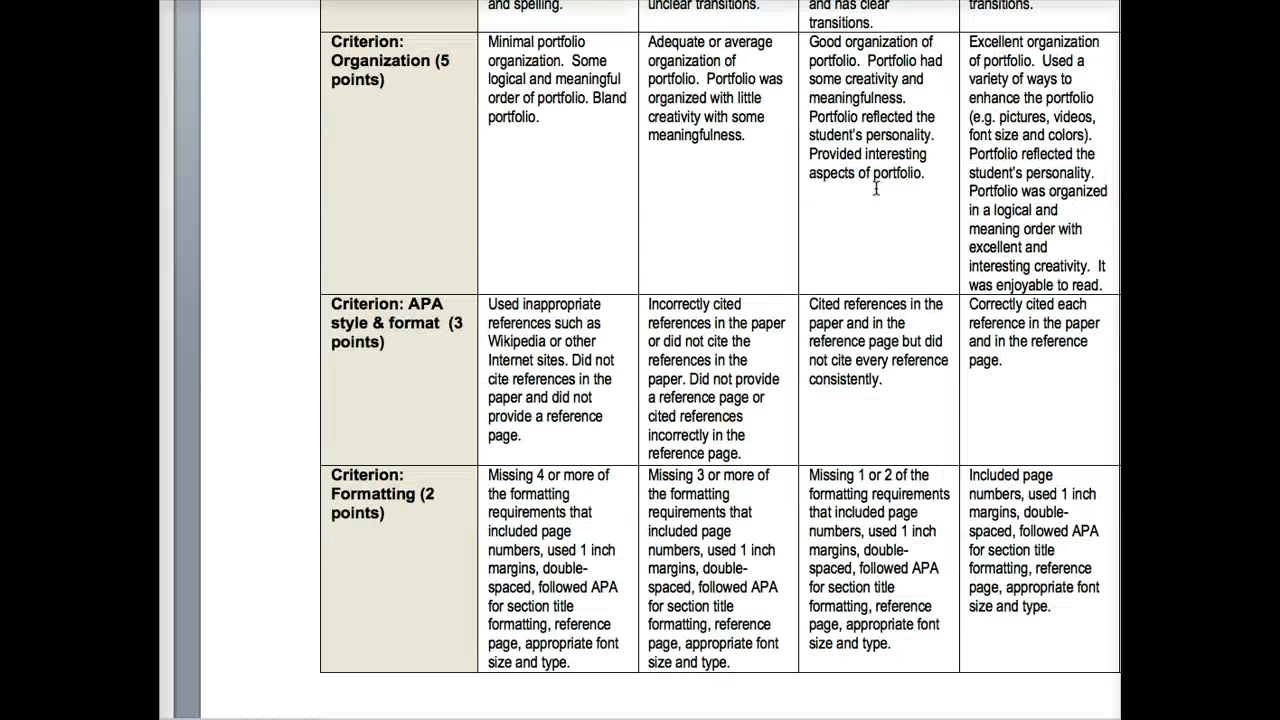 and spelling.
unclear transitions.
and has clear
transitions.
transitions.
Criterion:
Organization (5
points)
Minimal portfolio
organization.  Some
logical and meaningful
order of portfolio. Bland
portfolio.
Adequate or average
organization of
portfolio.  Portfolio was
organized with little
creativity with some
meaningfulness.
Good organization of
portfolio.  Portfolio had
some creativity and
meaningfulness.
Portfolio reflected the
student's personality.
Provided interesting
aspects of portfolio.
Excellent organization
of portfolio.  Used a
variety of ways to
enhance the portfolio
(e.g. pictures, videos,
font size and colors).
Portfolio reflected the
student's personality.
Portfolio was organized
in a logical and
meaning order with
excellent and
interesting creativity.  It
was enjoyable to read.
Criterion: APA
style & format  (3
points)
Used inappropriate
references such as
Wikipedia or other
Internet sites. Did not
cite references in the
paper and did not
provide a reference
page.
Incorrectly cited
references in the paper
or did not cite the
references in the
paper. Did not provide
a reference page or
cited references
incorrectly in the
reference page.
Cited references in the
paper and in the
reference page but did
not cite every reference
consistently.
Correctly cited each
reference in the paper
and in the reference
page.
Criterion:
Formatting (2
points)
Missing 4 or more of
the formatting
requirements that
included page
numbers, used 1 inch
margins, double-
spaced, followed APA
for section title
formatting, reference
page, appropriate font
size and type.
Missing 3 or more of
the formatting
requirements that
included page
numbers, used 1 inch
margins, double-
spaced, followed APA
for section title
formatting, reference
page, appropriate font
size and type.
Missing 1 or 2 of the
formatting requirements
that included page
numbers, used 1 inch
margins, double-
spaced, followed APA
for section title
formatting, reference
page, appropriate font
size and type.
Included page
numbers, used 1 inch
margins, double-
spaced, followed APA
for section title
formatting, reference
page, appropriate font
size and type.